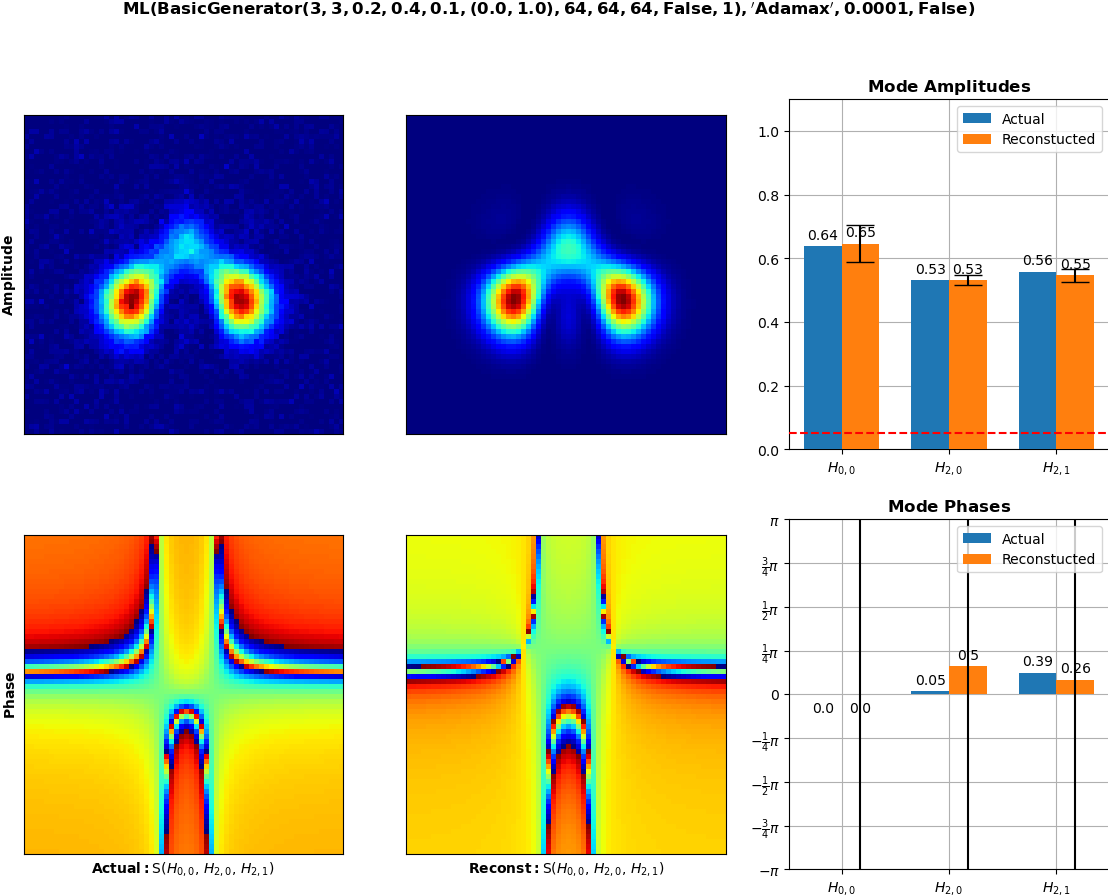 ML(BasicGenerator(3, 3, 0.2, 0.4, 0.1, (0.0, 1.0), 64, 64, 64, False, 1), 'Adamax', 0.0001, False)
Amplitude
Mode Amplitudes
Actual
Reconstucted
1.0
0.8
0.6
0.4
0.2
0.0
0.64 0.65
0.53 0.53
0.56 0.55
H0,0 H2,0 H2,1
Phase
Actual: S(H0,0, H2,0, H2,1)
Reconst: S(H0,0, H2,0, H2,1)
Mode Phases
Actual
Reconstucted
π
3/4π
1/2π
1/4π
0
−1/4π
−1/2π
−3/4π
−π
0.0 0.0
0.05 0.5
0.39 0.26
H0,0 H2,0 H2,1